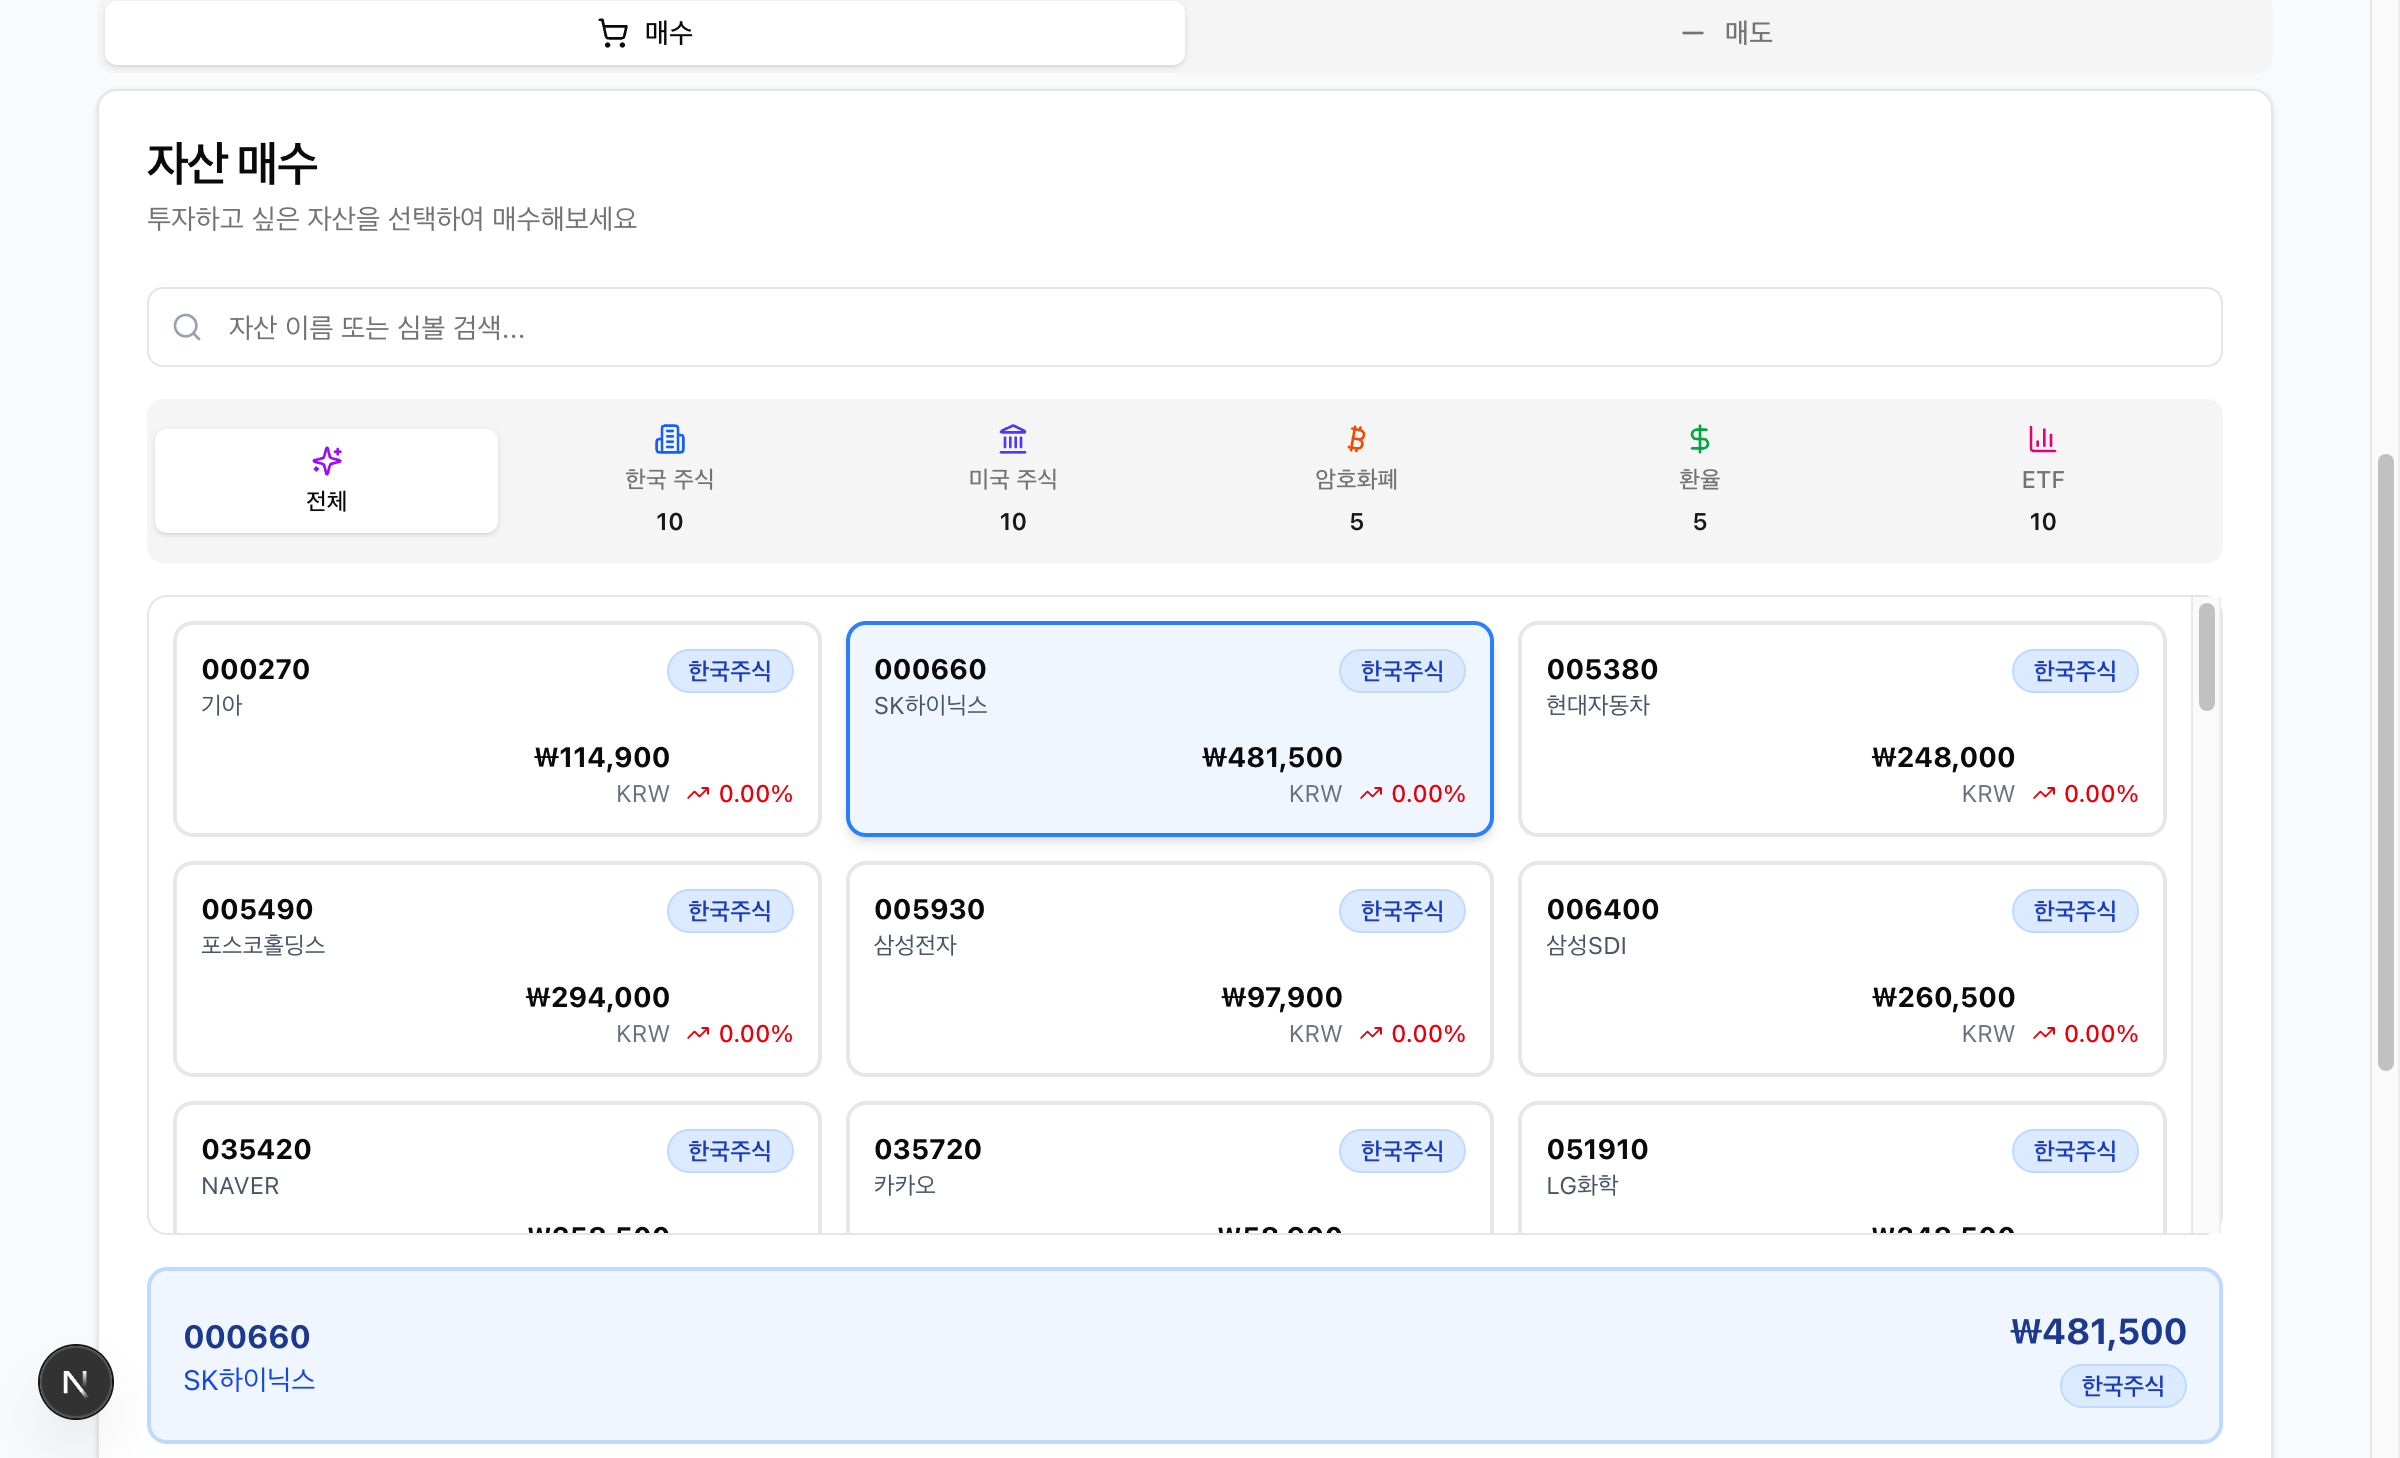 매수
매도
자산 매수
투자하고 싶은 자산을 선택하여 매수해보세요
자산 이름 또는 심볼 검색...
전체
한국 주식
10
미국 주식
10
암호화폐
5
환율
5
ETF
10
000270
한국주식
기아
₩114,900
KRW 0.00%
000660
한국주식
SK하이닉스
₩481,500
KRW 0.00%
005380
한국주식
현대자동차
₩248,000
KRW 0.00%
005490
한국주식
포스코홀딩스
₩294,000
KRW 0.00%
005930
한국주식
삼성전자
₩97,900
KRW 0.00%
006400
한국주식
삼성SDI
₩260,500
KRW 0.00%
035420
한국주식
NAVER
035720
한국주식
카카오
051910
한국주식
LG화학
000660
SK하이닉스
₩481,500
한국주식
N